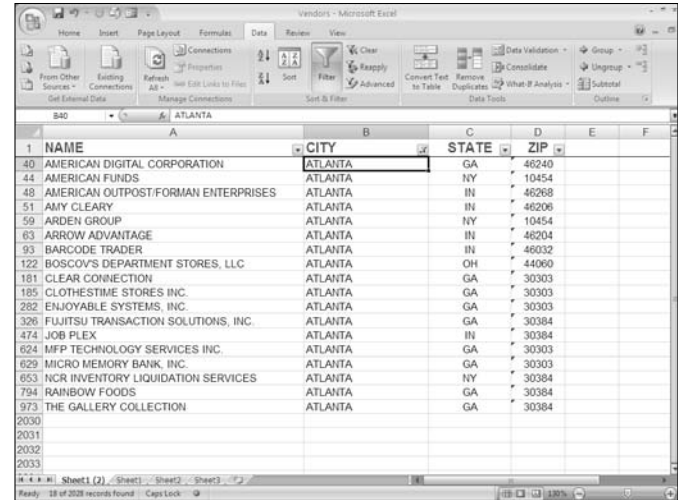 Vendors - Microsoft Excel
Home Insert Page Layout Formulas Data Review View
Connections Clear Data Validation Group
Properties Reapply Consolidate Ungroup
From Other Sources Existing Connections Refresh All Edit Links to Files Sort Filter Advanced Convert Text to Table Remove Duplicates What-If Analysis Subtotal
Get External Data Manage Connections Sort & Filter Data Tools Outline
B40 ATLANTA
A B C D E F
1 NAME CITY STATE ZIP
40 AMERICAN DIGITAL CORPORATION ATLANTA GA 46240
44 AMERICAN FUNDS ATLANTA NY 10454
48 AMERICAN OUTPOST/FORMAN ENTERPRISES ATLANTA IN 46268
51 AMY CLEARY ATLANTA IN 46206
59 ARDEN GROUP ATLANTA NY 10454
63 ARROW ADVANTAGE ATLANTA IN 46204
93 BARCODE TRADER ATLANTA IN 46032
122 BOSCOV'S DEPARTMENT STORES, LLC ATLANTA OH 44060
181 CLEAR CONNECTION ATLANTA GA 30303
185 CLOTHESTIME STORES INC. ATLANTA GA 30303
282 ENJOYABLE SYSTEMS, INC. ATLANTA GA 30303
326 FUJITSU TRANSACTION SOLUTIONS, INC. ATLANTA GA 30384
474 JOB PLEX ATLANTA IN 30384
624 MFP TECHNOLOGY SERVICES INC. ATLANTA GA 30303
629 MICRO MEMORY BANK, INC. ATLANTA GA 30303
653 NCR INVENTORY LIQUIDATION SERVICES ATLANTA NY 30384
794 RAINBOW FOODS ATLANTA GA 30384
973 THE GALLERY COLLECTION ATLANTA GA 30384
2030
2031
2032
2033
Sheet1 (2) Sheet1 Sheet2 Sheet3
Ready 18 of 2028 records found Caps Lock 130%